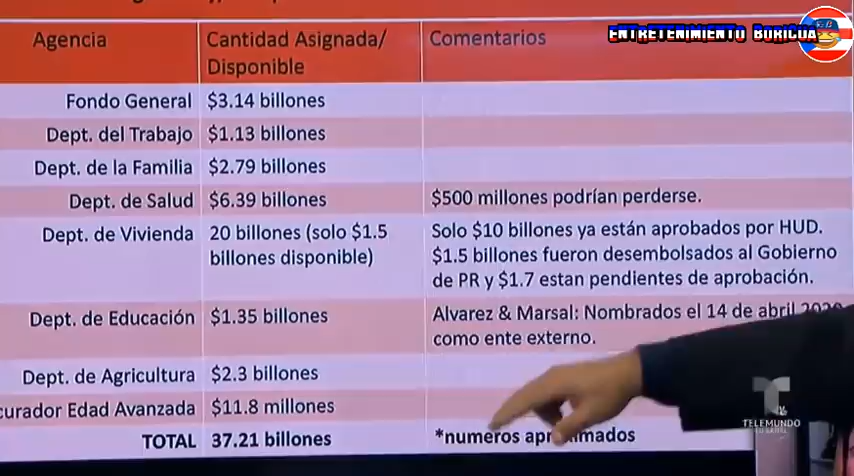 ENTRETENIMIENTO BORICUA
Agencia
Cantidad Asignada/
Disponible
Comentarios
Fondo General $3.14 billones
Dept. del Trabajo $1.13 billones
Dept. de la Familia $2.79 billones
Dept. de Salud $6.39 billones $500 millones podrían perderse.
Dept. de Vivienda 20 billones (solo $1.5
billones disponible)
Solo $10 billones ya están aprobados por HUD.
$1.5 billones fueron desembolsados al Gobierno
de PR y $1.7 estan pendientes de aprobación.
Dept. de Educación $1.35 billones
Alvarez & Marsal: Nombrados el 14 de abril 2020
como ente externo.
Dept. de Agricultura $2.3 billones
curador Edad Avanzada $11.8 millones
TOTAL 37.21 billones *numeros aproximados
TELEMUNDO